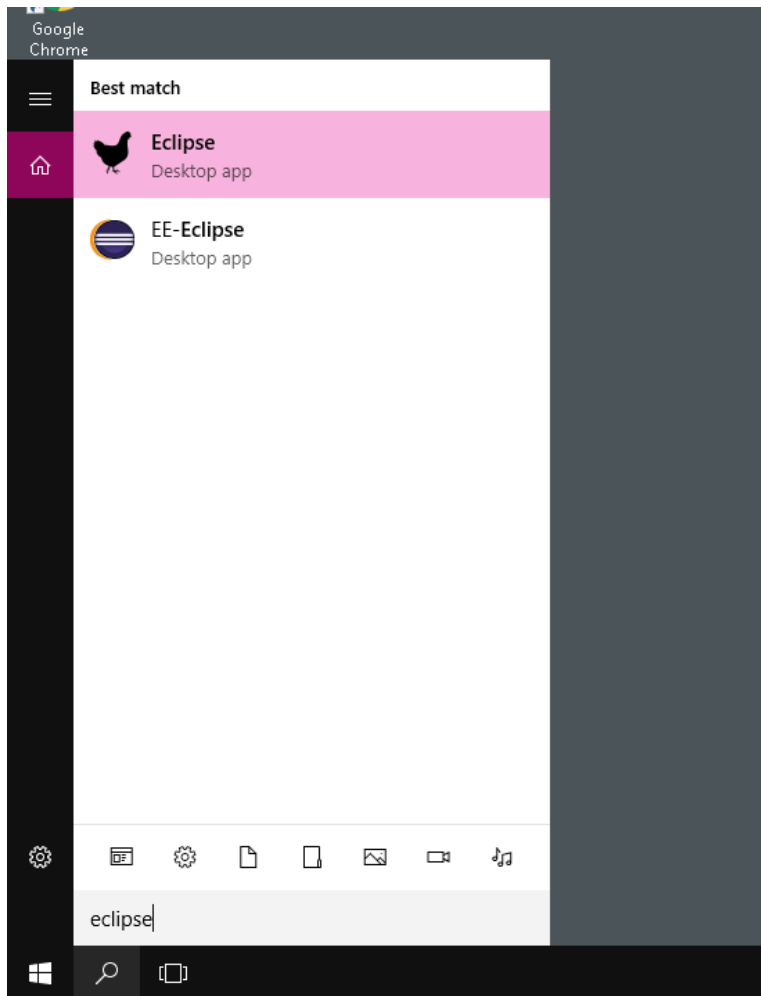 Google
Chrome
Best match
Eclipse
Desktop app
EE-Eclipse
Desktop app
eclipse